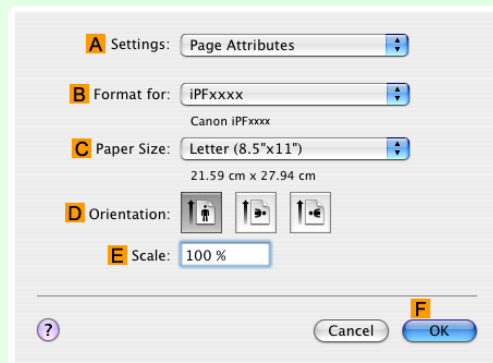 A Settings: Page Attributes
B Format for: iPFxxxx
Canon iPFxxxx
C Paper Size: Letter (8.5"x11")
21.59 cm x 27.94 cm
D Orientation:
E Scale: 100 %
F
? Cancel OK